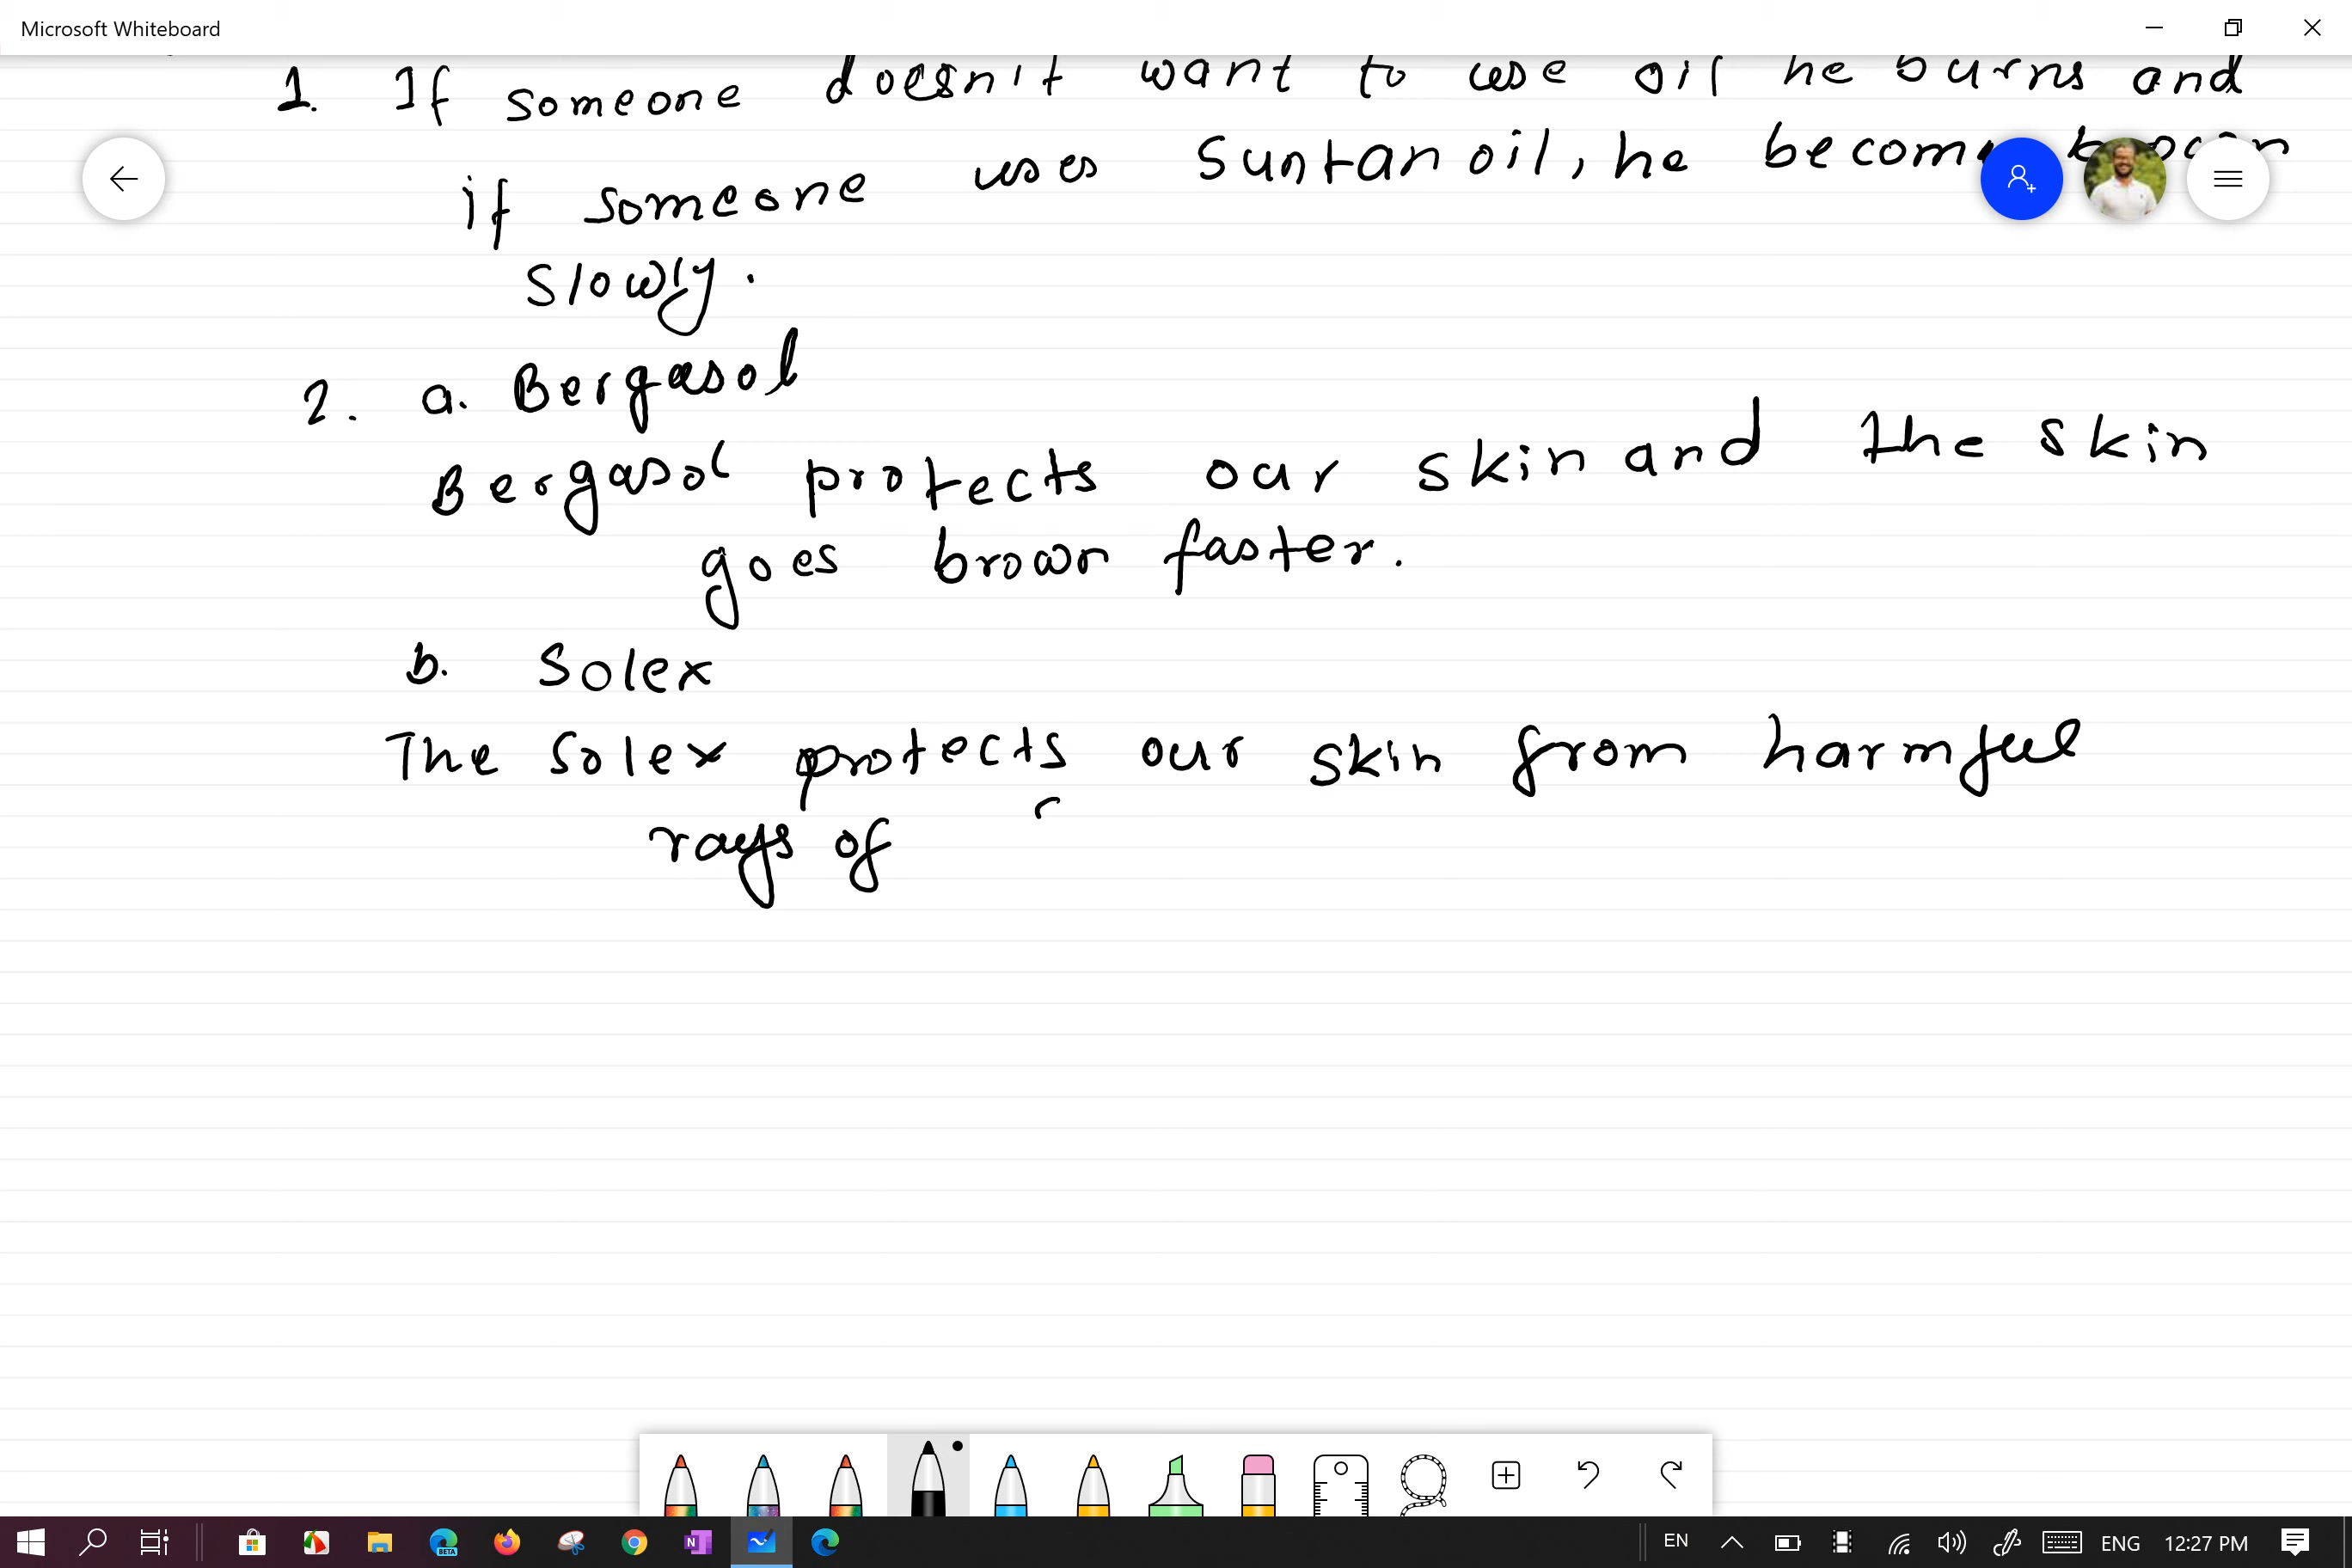 Microsoft Whiteboard
1. If someone doesn't want to use oil he burns and
if someone uses Suntan oil, he
slowly.
2. a. Bergasol
Bergasol protects our skin and the skin
goes brown faster.
b. Solex
The Solex protects our skin from harmful
rays of
BETA
N
EN
ENG
12:27 PM